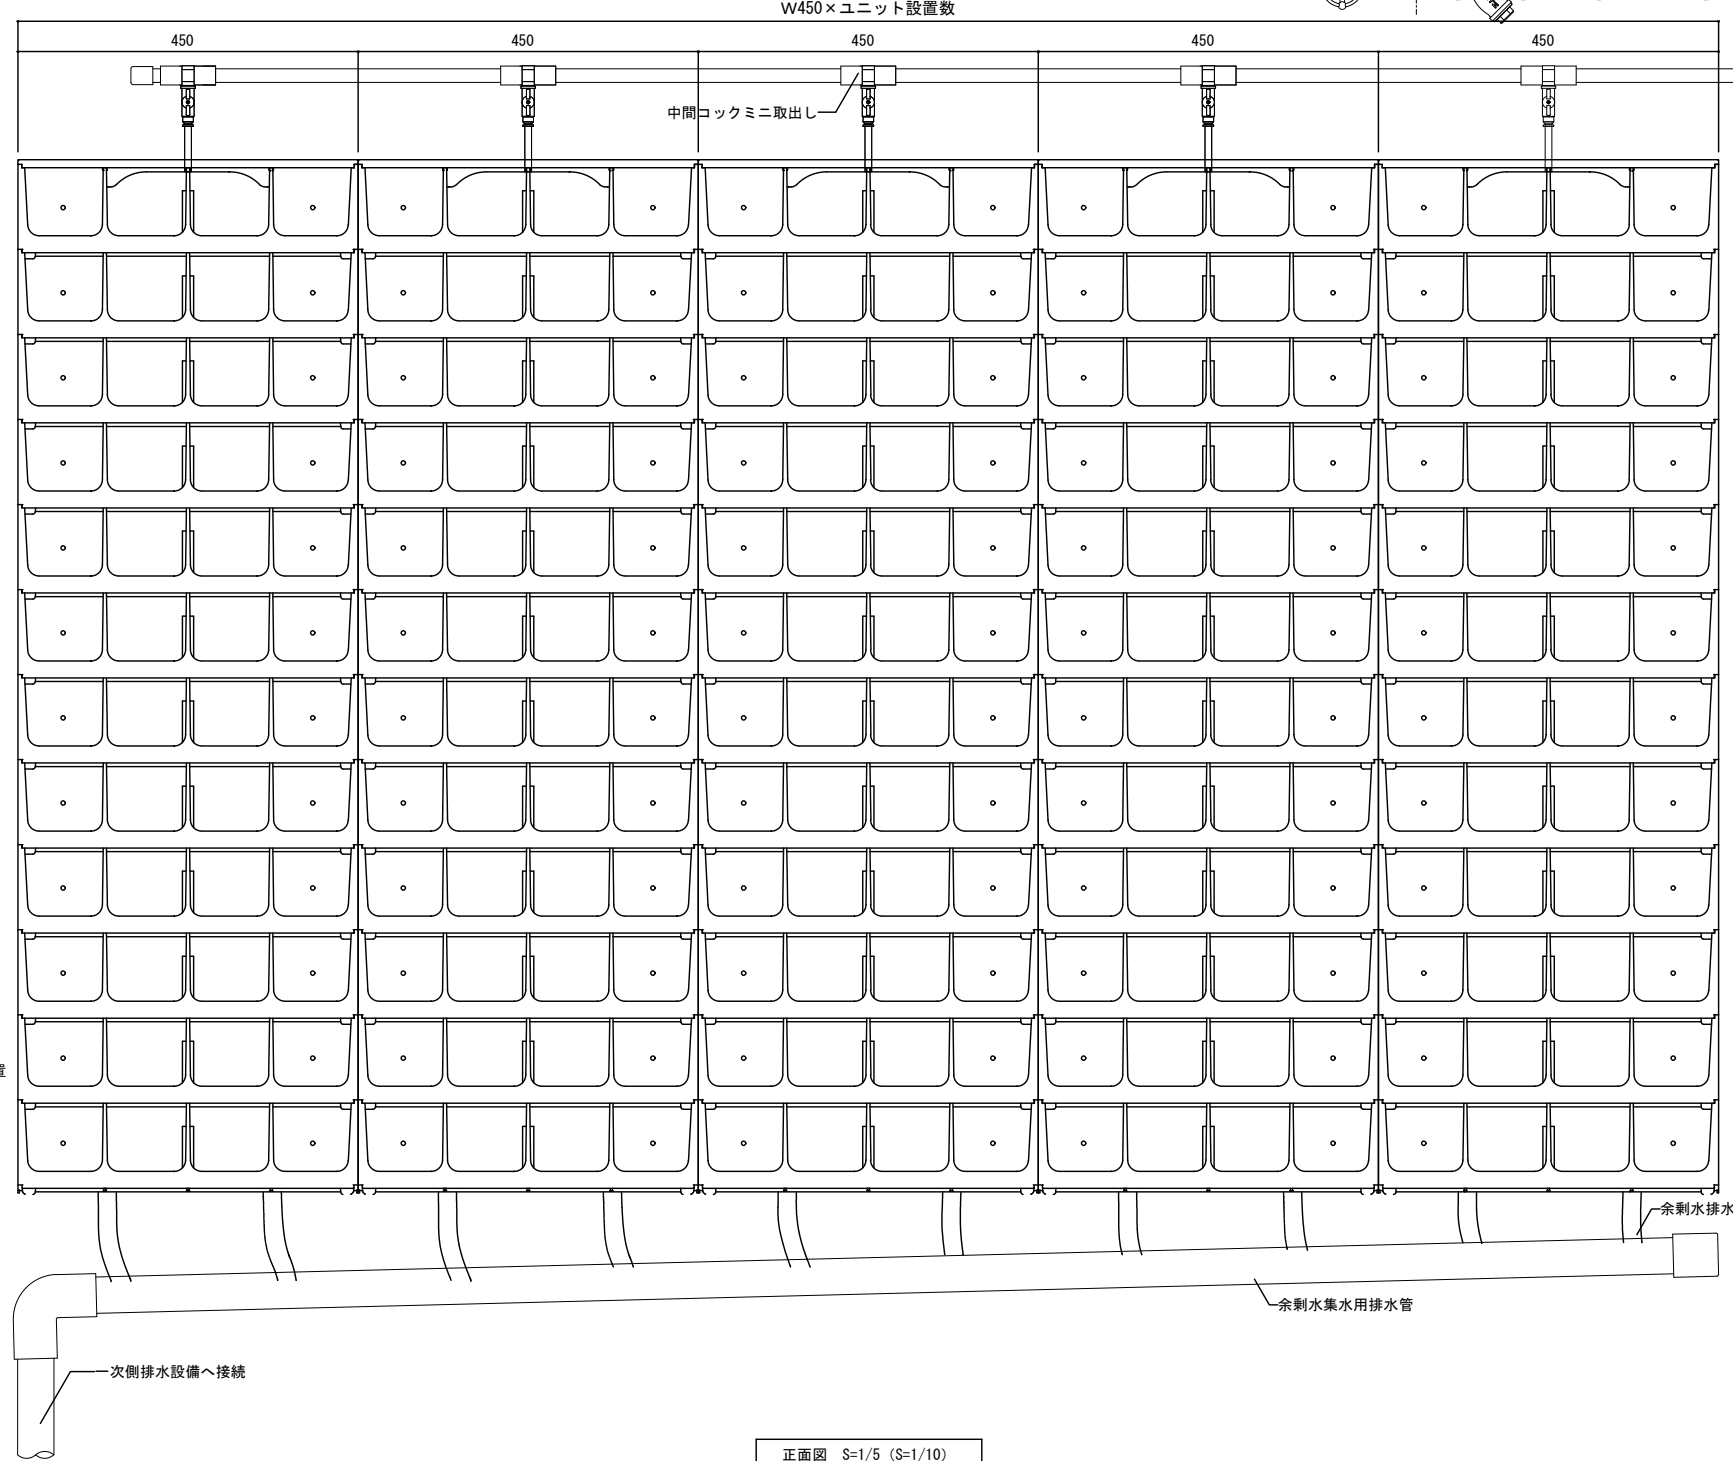 W450×ユニット設置数
450 450 450 450 450
中間コックミニ取出し
置
余剰水排水
余剰水集水用排水管
次側排水設備へ接続
正面図 S=1/5 (S=1/10)